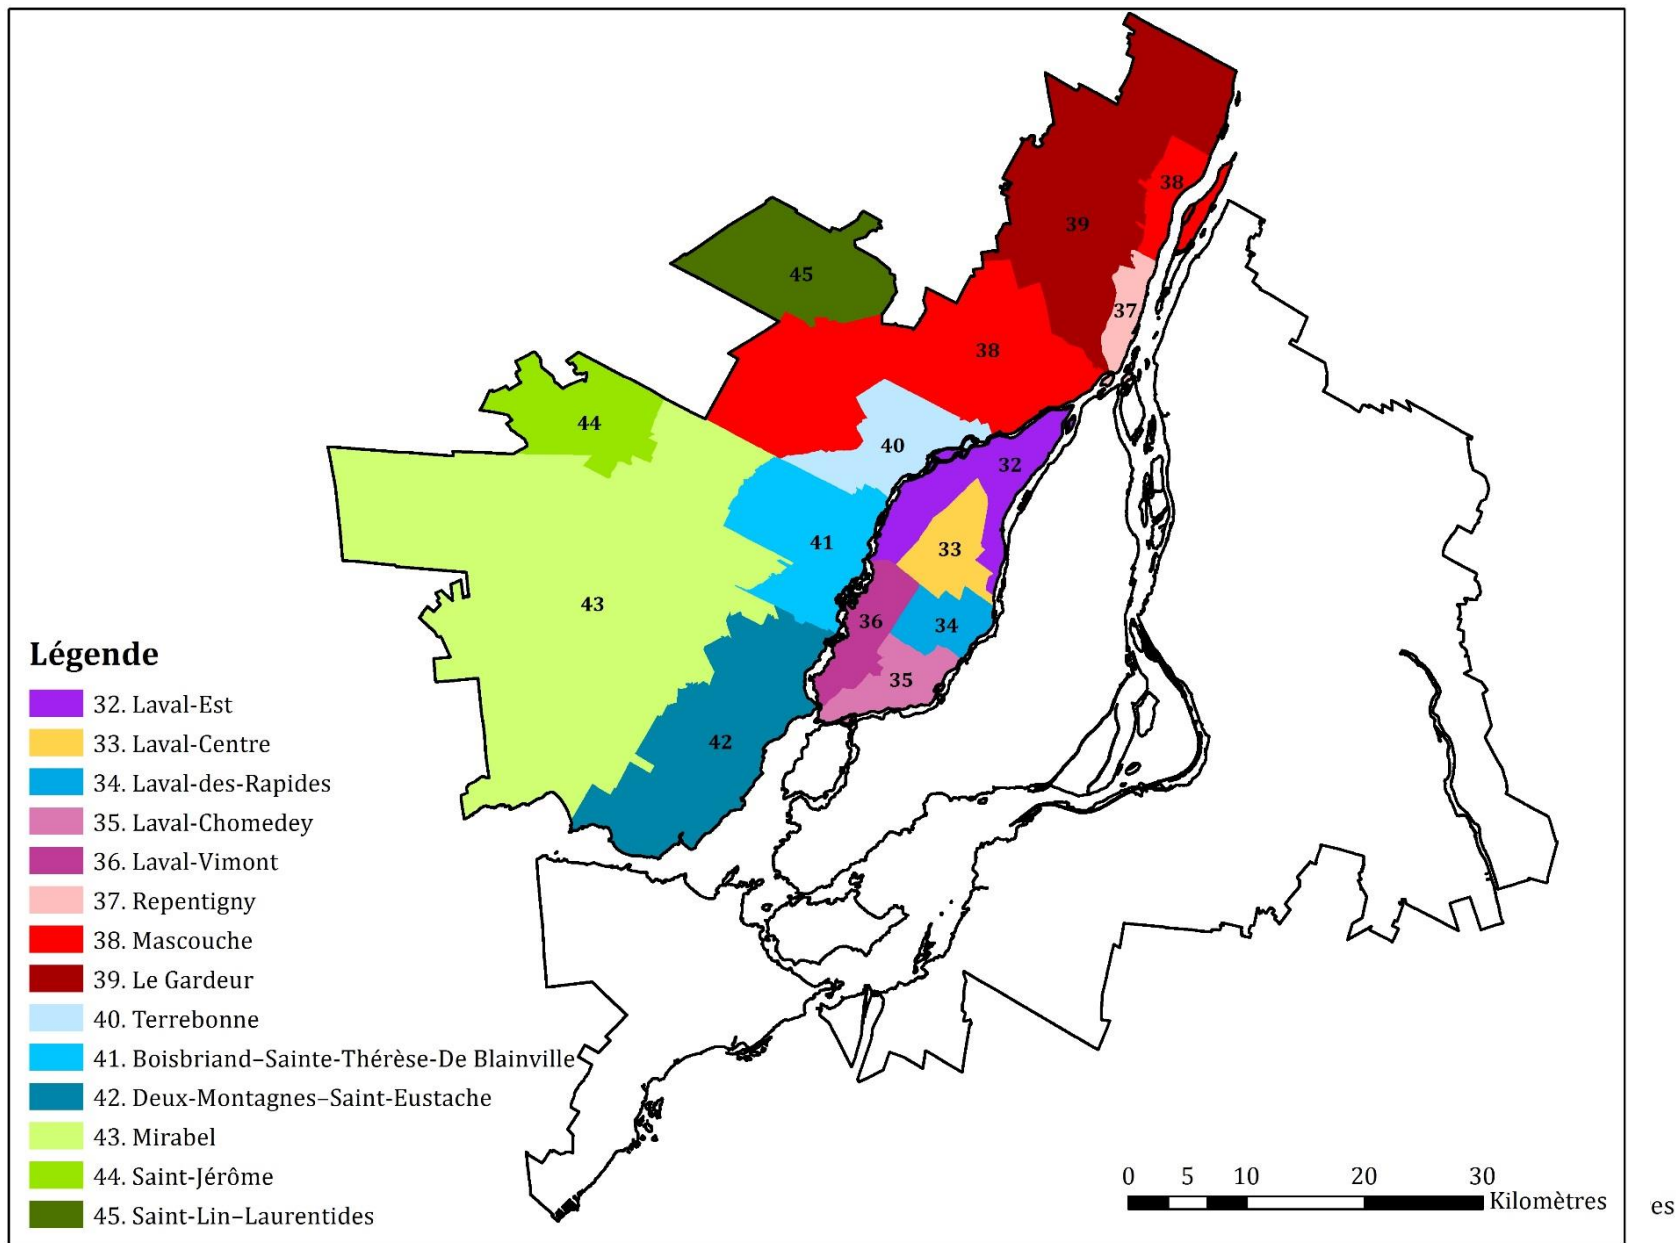 38
39
45
37
38
44
40
32
41
33
43
36
34
35
42
Légende
32. Laval-Est
33. Laval-Centre
34. Laval-des-Rapides
35. Laval-Chomedey
36. Laval-Vimont
37. Repentigny
38. Mascouche
39. Le Gardeur
40. Terrebonne
41. Boisbriand–Sainte-Thérèse-De Blainville
42. Deux-Montagnes–Saint-Eustache
43. Mirabel
44. Saint-Jérôme
45. Saint-Lin–Laurentides
0 5 10 20 30
Kilomètres
es